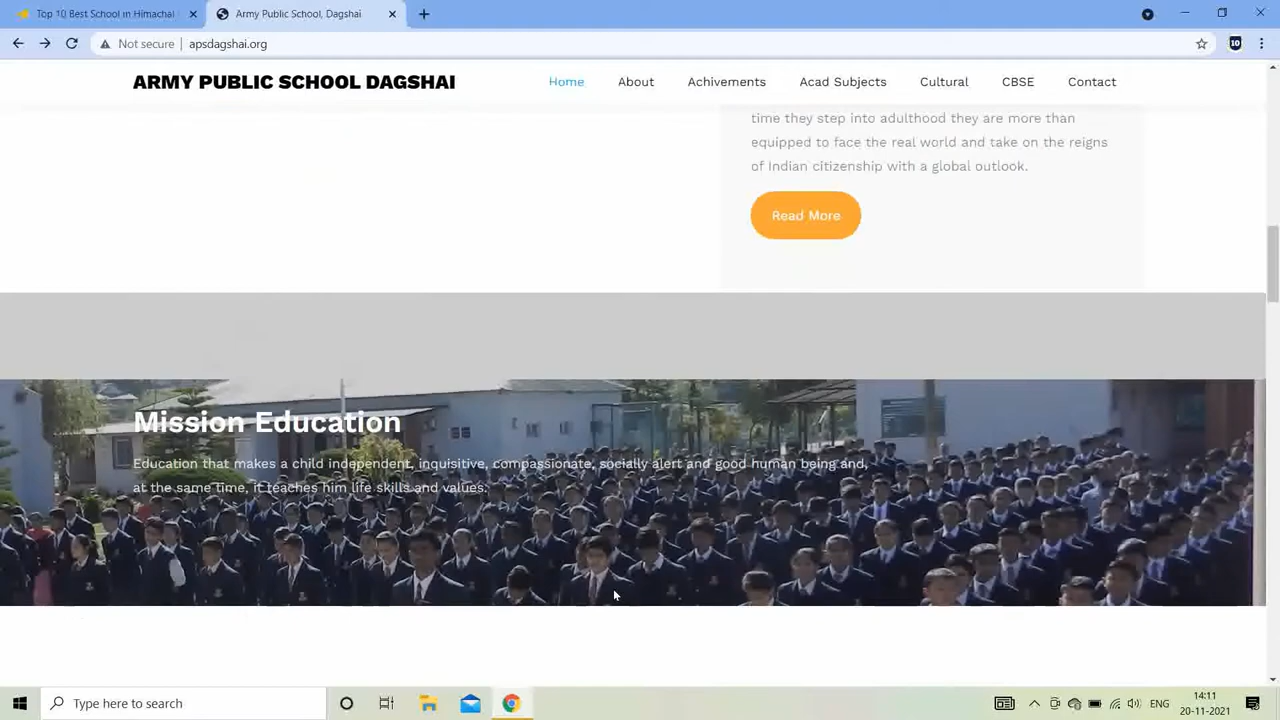 Top 10 Best School in Himachal
Army Public School, Dagshai
Not secure
apsdagshai.org
10
ARMY PUBLIC SCHOOL DAGSHAI
Home
About
Achivements
Acad Subjects
Cultural
CBSE
Contact
time they step into adulthood they are more than
equipped to face the real world and take on the reigns
of Indian citizenship with a global outlook.
Read More
Mission Education
Education that makes a child independent, inquisitive, compassionate, socially alert and good human being and,
at the same time, it teaches him life skills and values.
Type here to search
ENG
14:11
20-11-2021